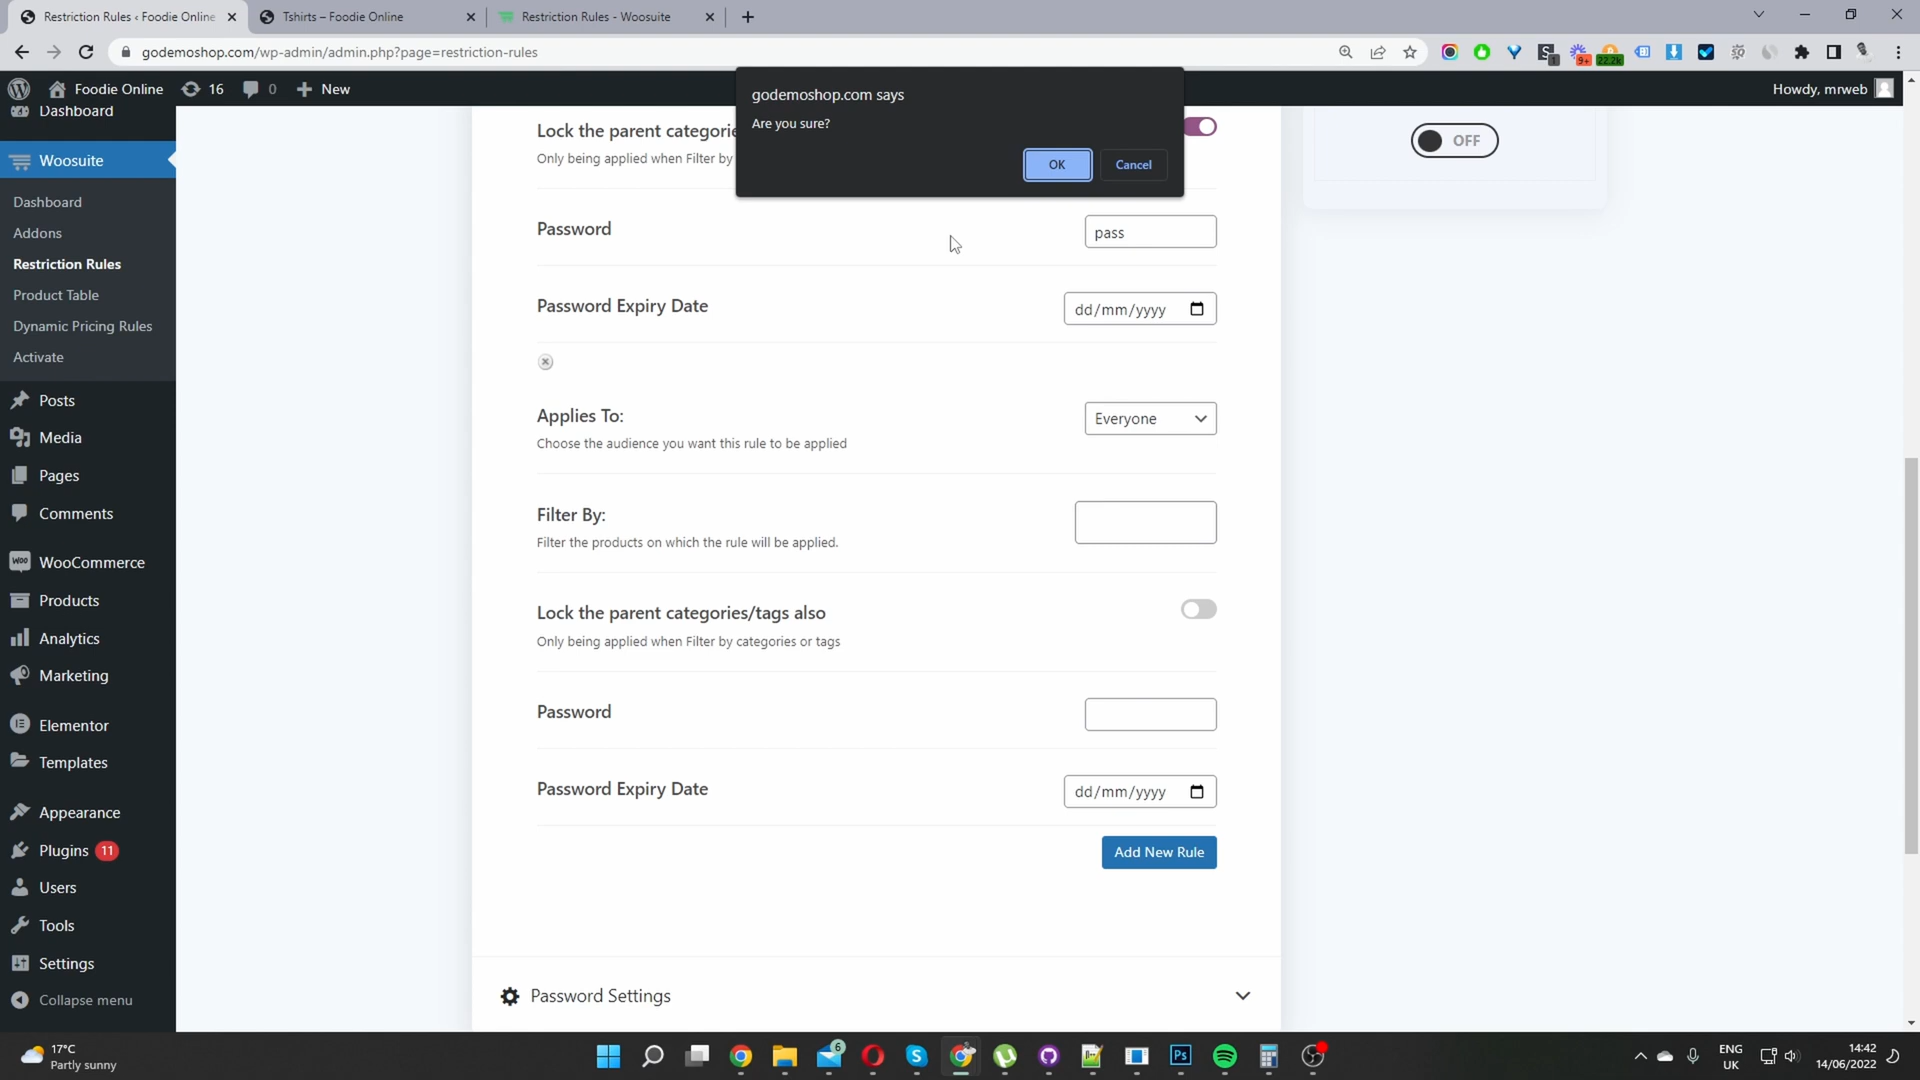 Restriction Rules ‹ Foodie Online
Tshirts – Foodie Online
Restriction Rules - Woosuite
godemoshop.com/wp-admin/admin.php?page=restriction-rules
9+
22.2k
1
Foodie Online
16
0
New
Howdy, mrweb
godemoshop.com says
Are you sure?
OK
Cancel
Dashboard
Woosuite
Dashboard
Addons
Restriction Rules
Product Table
Dynamic Pricing Rules
Activate
Posts
Media
Pages
Comments
WooCommerce
Products
Analytics
Marketing
Elementor
Templates
Appearance
Plugins 11
Users
Tools
Settings
Collapse menu
Lock the parent categorie
Only being applied when Filter by
OFF
Password
pass
Password Expiry Date
dd/mm/yyyy
Applies To:
Everyone
Choose the audience you want this rule to be applied
Filter By:
Filter the products on which the rule will be applied.
Lock the parent categories/tags also
Only being applied when Filter by categories or tags
Password
Password Expiry Date
dd/mm/yyyy
Add New Rule
Password Settings
17°C
Partly sunny
6
Ps
ENG
UK
14:42
14/06/2022